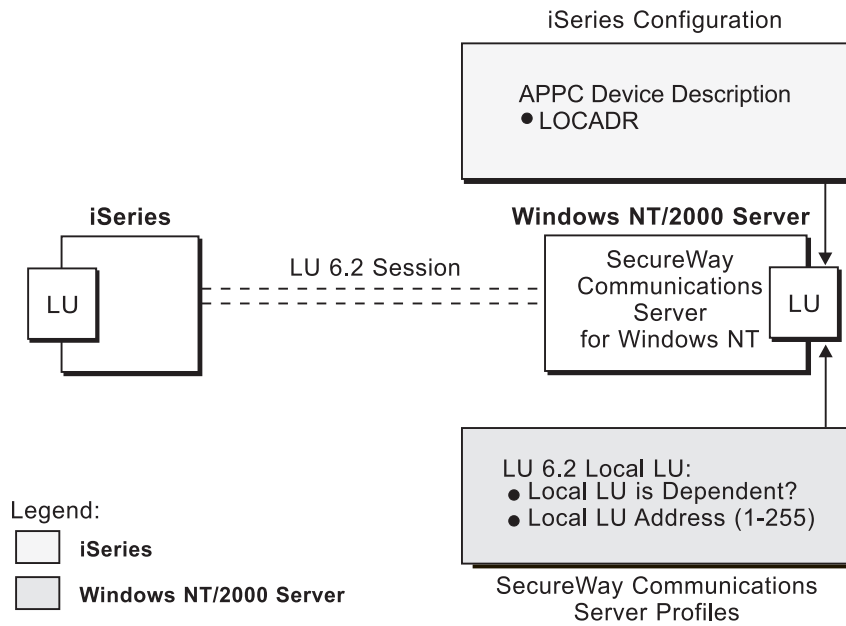 iSeries Configuration
APPC Device Description
● LOCADR
iSeries
Windows NT/2000 Server
LU
LU 6.2 Session
SecureWay
Communications
Server
for Windows NT
LU
LU 6.2 Local LU:
● Local LU is Dependent?
● Local LU Address (1-255)
Legend:
iSeries
Windows NT/2000 Server
SecureWay Communications
Server Profiles